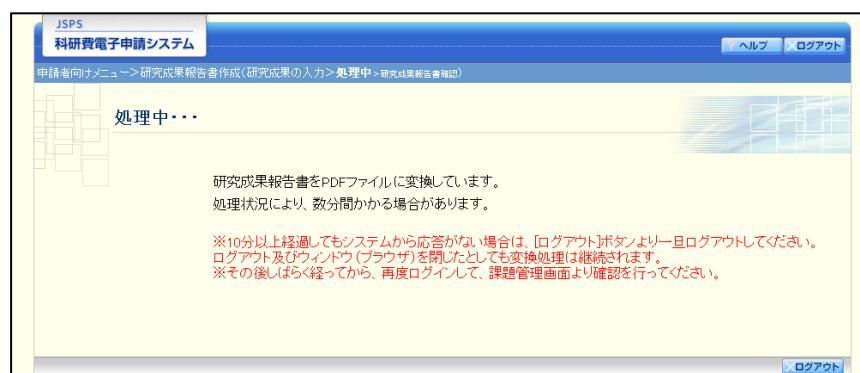 JSPS
科研費電子申請システム
? ヘルプ ×ログアウト
申請者向けメニュー>研究成果報告書作成(研究成果の入力>処理中>研究成果報告書確認)
処理中・・・
研究成果報告書をPDFファイルに変換しています。
処理状況により、数分間かかる場合があります。
※10分以上経過してもシステムから応答がない場合は、[ログアウト]ボタンより一旦ログアウトしてください。
ログアウト及びウィンドウ(ブラウザ)を閉じたとしても変換処理は継続されます。
※その後しばらく経ってから、再度ログインして、課題管理画面より確認を行ってください。
×ログアウト